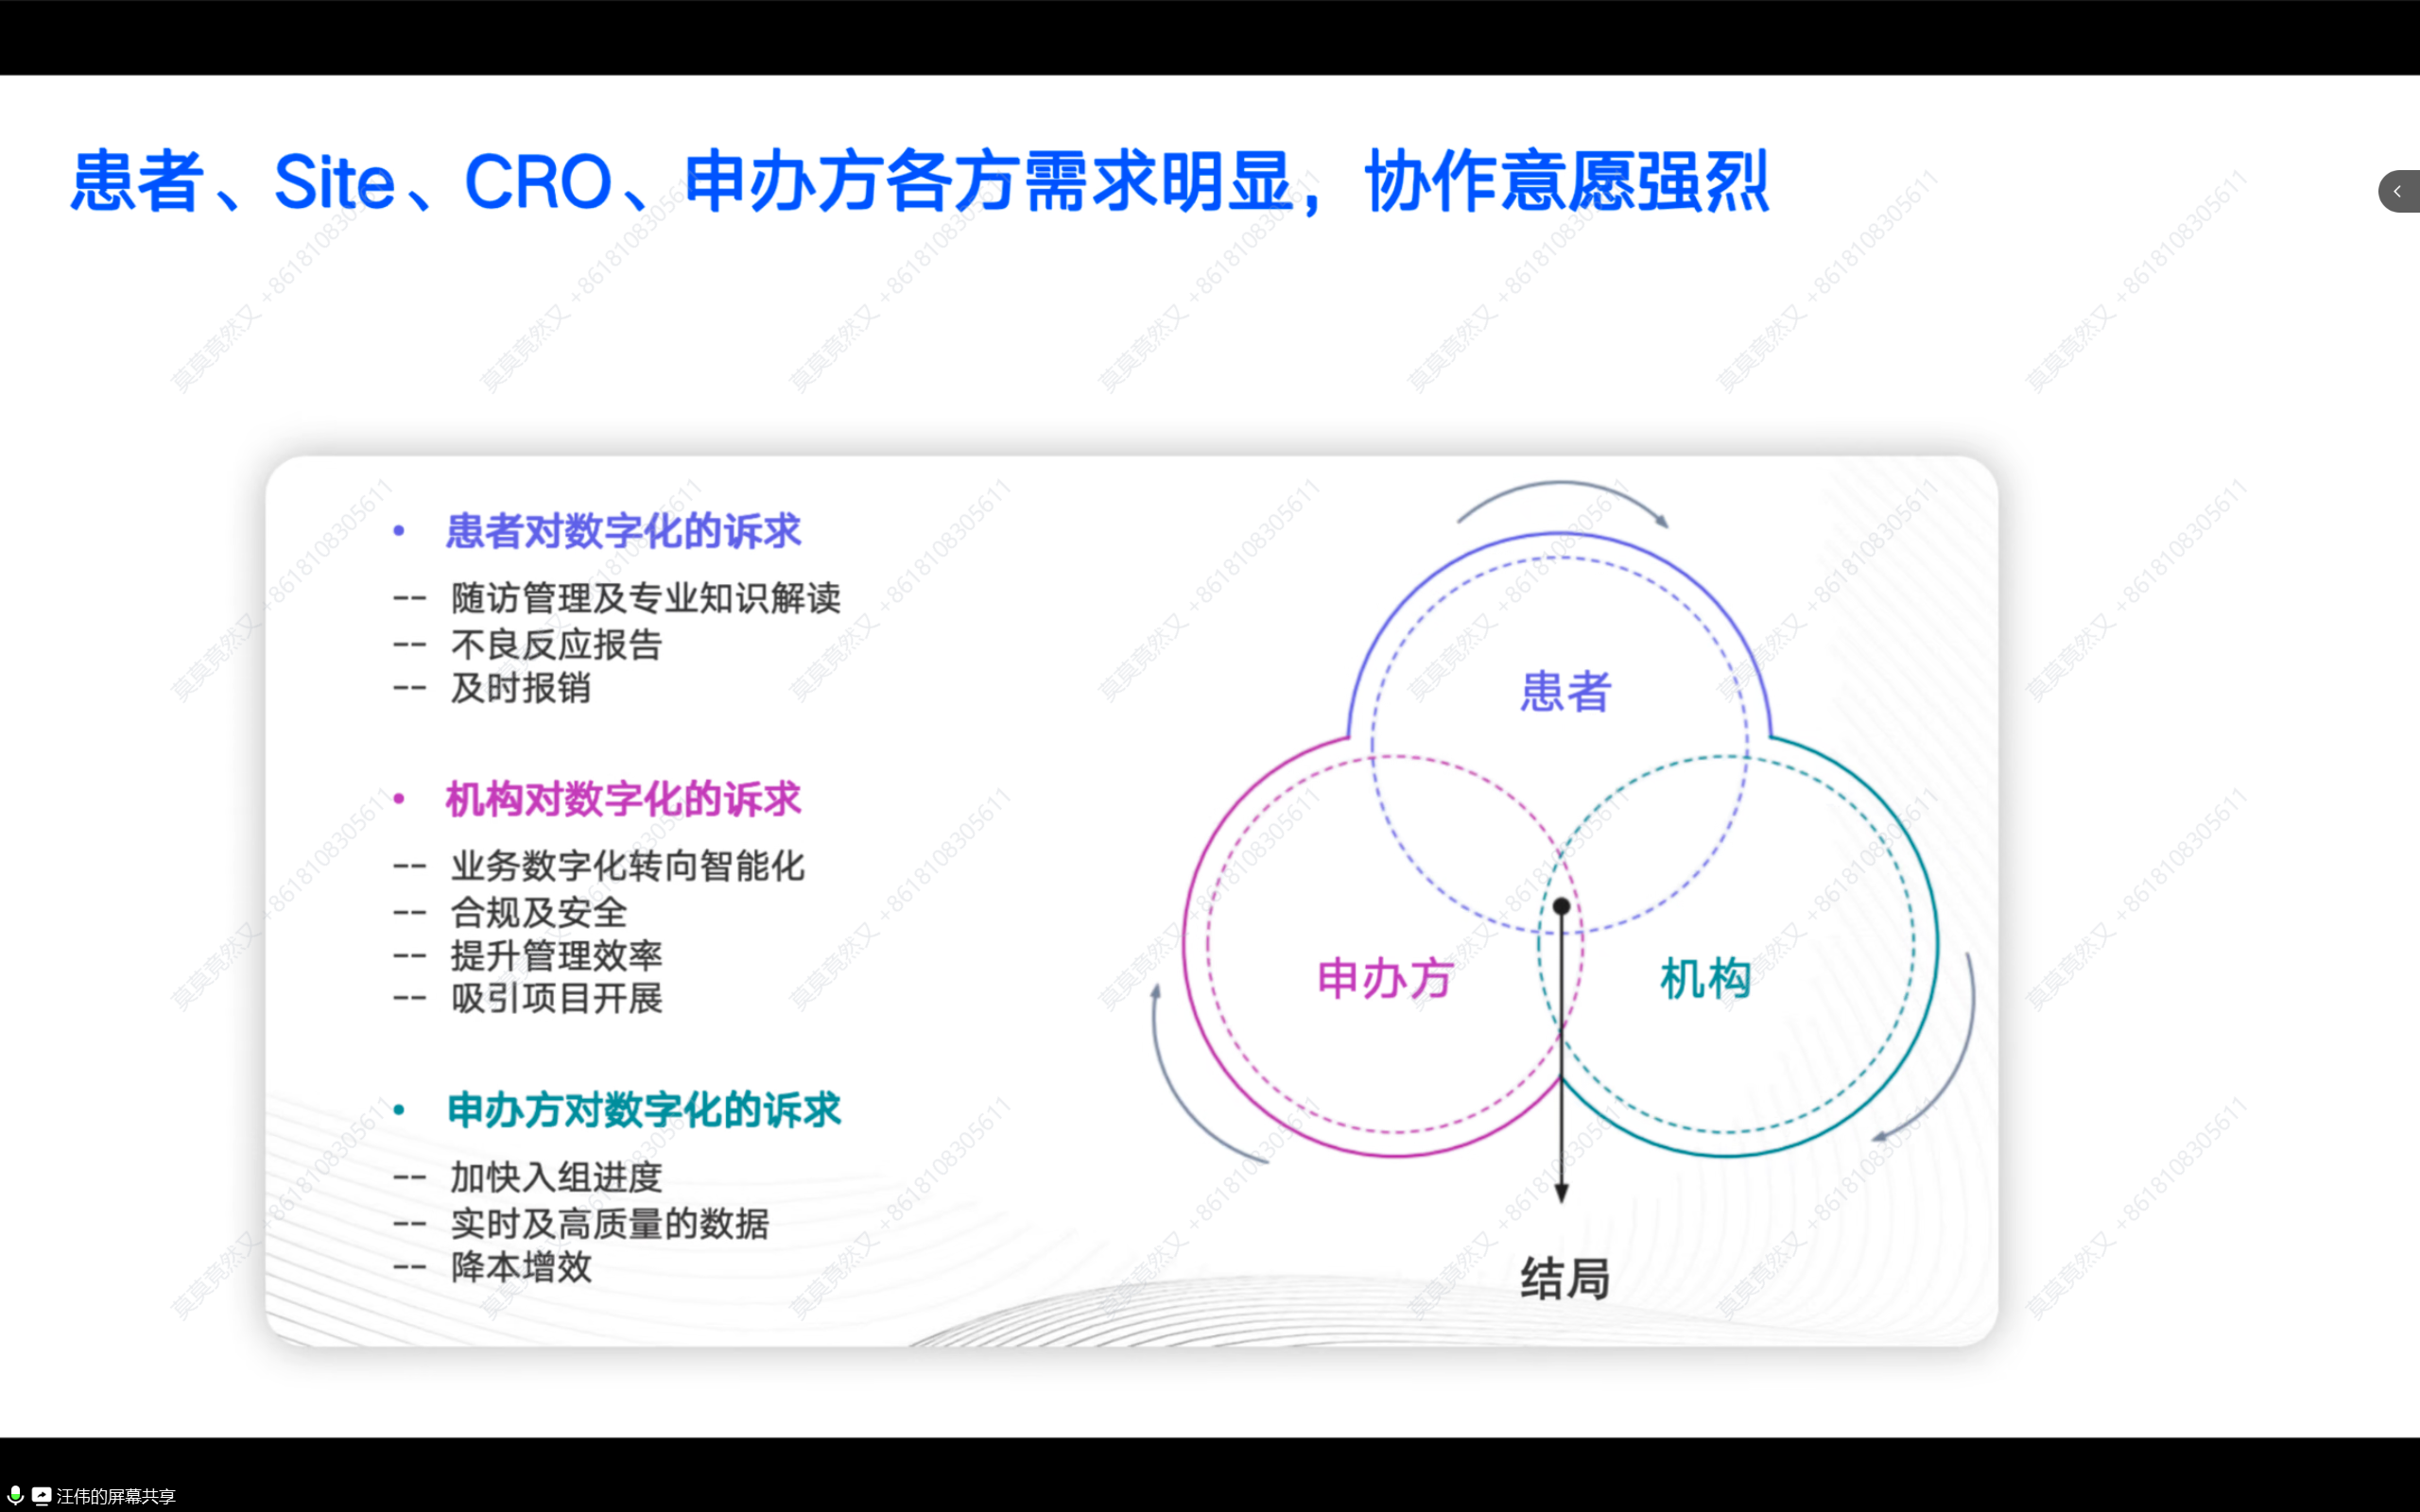 患者、Site、CRO、申办方各方需求明显，协作意愿强烈
• 患者对数字化的诉求
-- 随访管理及专业知识解读
-- 不良反应报告
-- 及时报销
• 机构对数字化的诉求
-- 业务数字化转向智能化
-- 合规及安全
-- 提升管理效率
-- 吸引项目开展
• 申办方对数字化的诉求
-- 加快入组进度
-- 实时及高质量的数据
-- 降本增效
患者
申办方
机构
结局
莫莫竟然又 +8618108305611
汪伟的屏幕共享